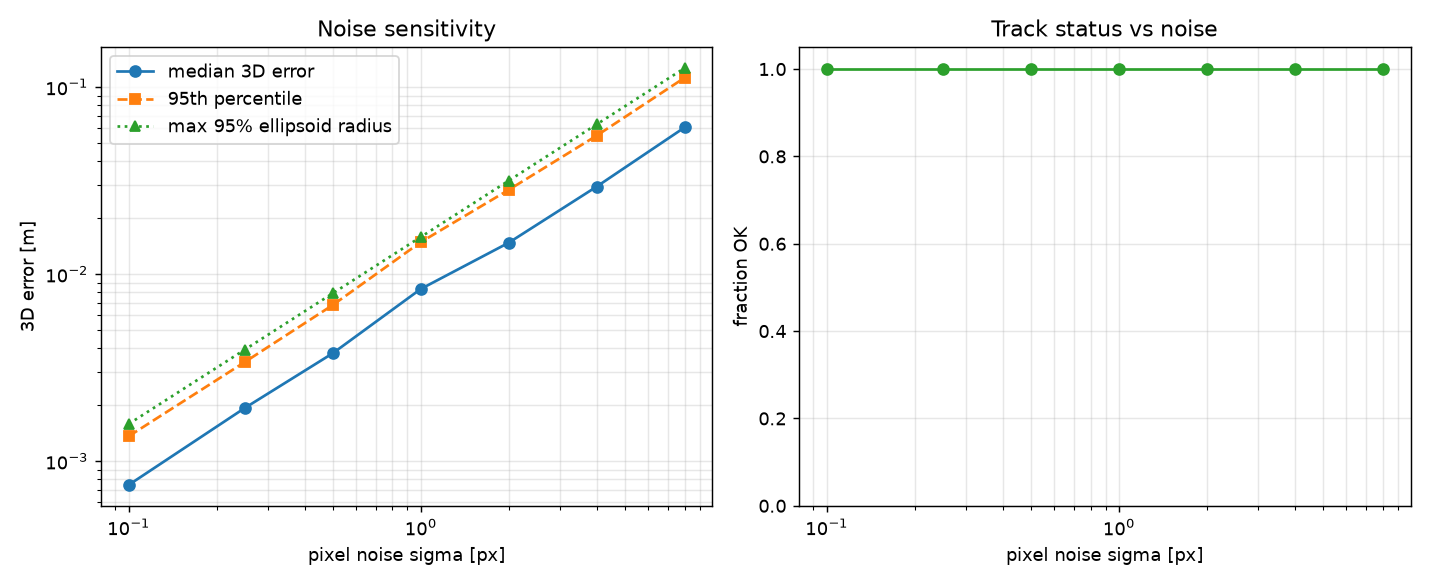 Noise sensitivity
median 3D error
95th percentile
max 95% ellipsoid radius
3D error [m]
10⁻¹
10⁻²
10⁻³
10⁻¹
10⁰
pixel noise sigma [px]
Track status vs noise
fraction OK
1.0
0.8
0.6
0.4
0.2
0.0
10⁻¹
10⁰
pixel noise sigma [px]